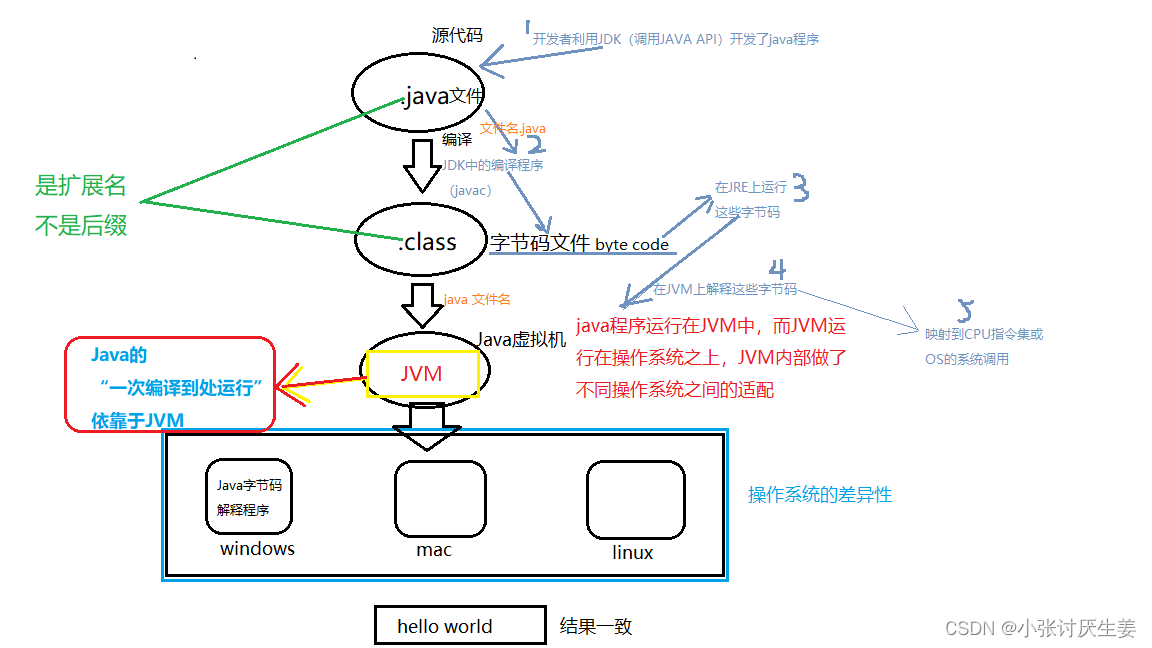 源代码
1
开发者利用JDK（调用JAVA API）开发了java程序
.java文件
编译
文件名.java
2
JDK中的编译程序
（javac）
是扩展名
不是后缀
在JRE上运行
这些字节码
3
.class
字节码文件 byte code
4
在JVM上解释这些字节码
java 文件名
5
映射到CPU指令集或
OS的系统调用
Java虚拟机
JVM
java程序运行在JVM中，而JVM运
行在操作系统之上，JVM内部做了
不同操作系统之间的适配
Java的
“一次编译到处运行”
依靠于JVM
Java字节码
解释程序
windows
mac
linux
操作系统的差异性
hello world
结果一致
CSDN @小张讨厌生姜